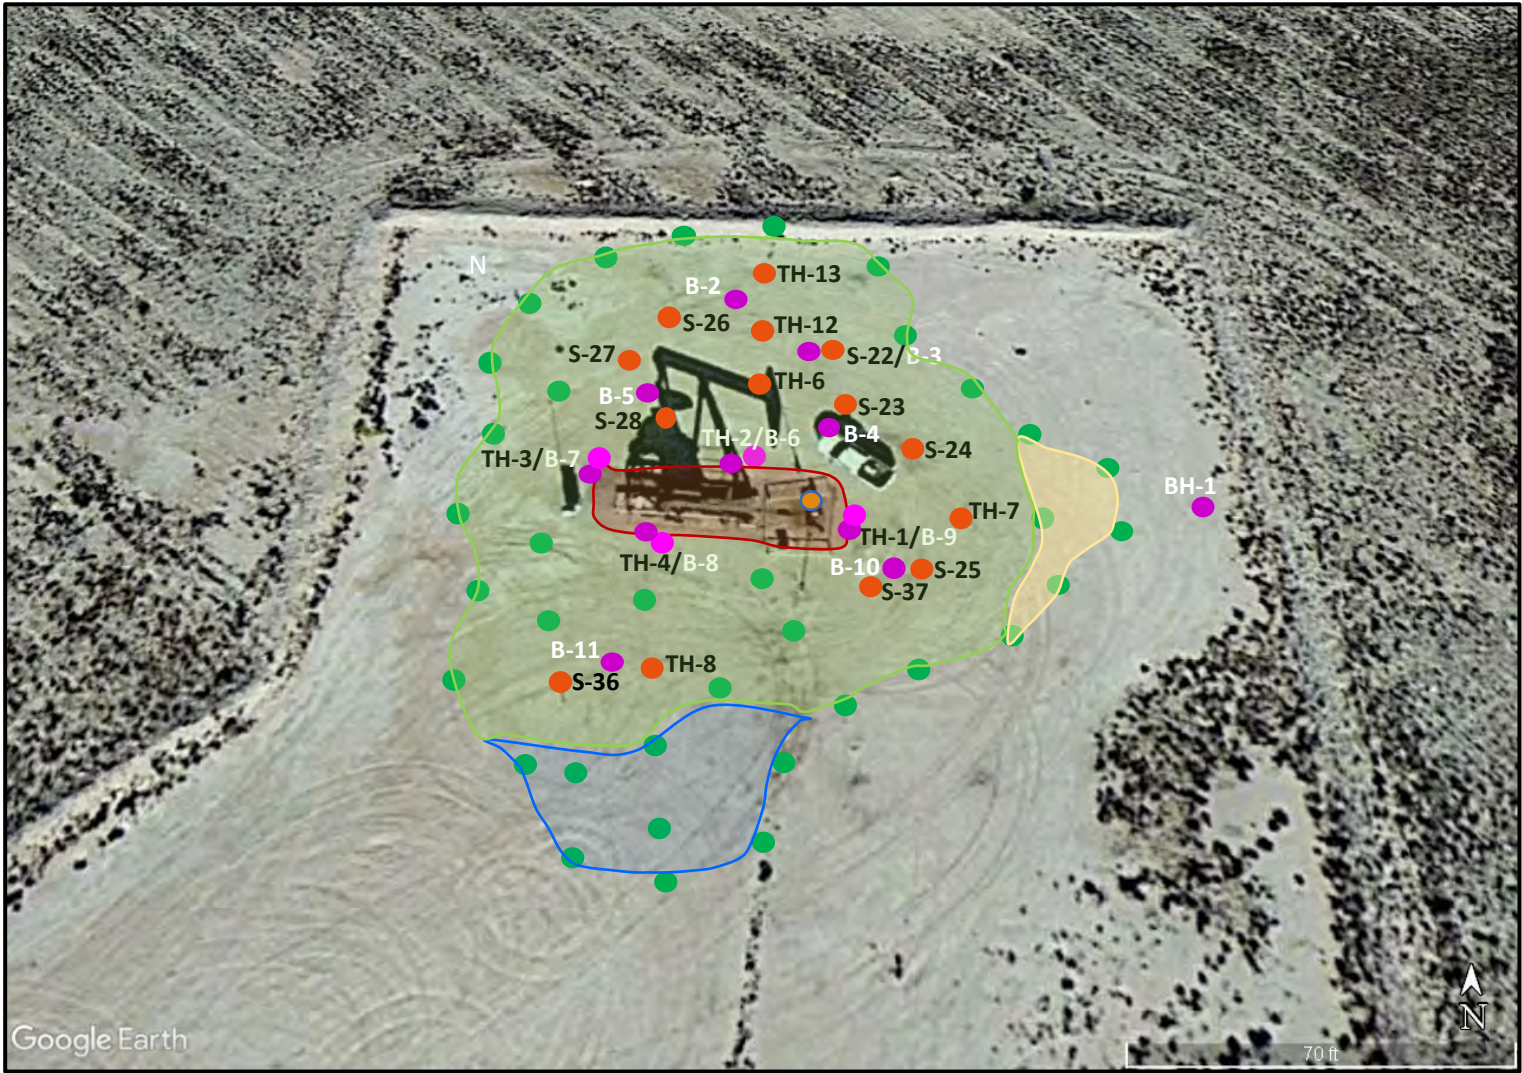 N
TH-13
B-2
S-26
TH-12
S-27
S-22/B-3
TH-6
B-5
S-23
S-28
TH-2/B-6
B-4
S-24
TH-3/B-7
BH-1
TH-7
TH-1/B-9
TH-4/B-8
B-10
S-25
S-37
B-11
TH-8
S-36
N
Google Earth
70 ft